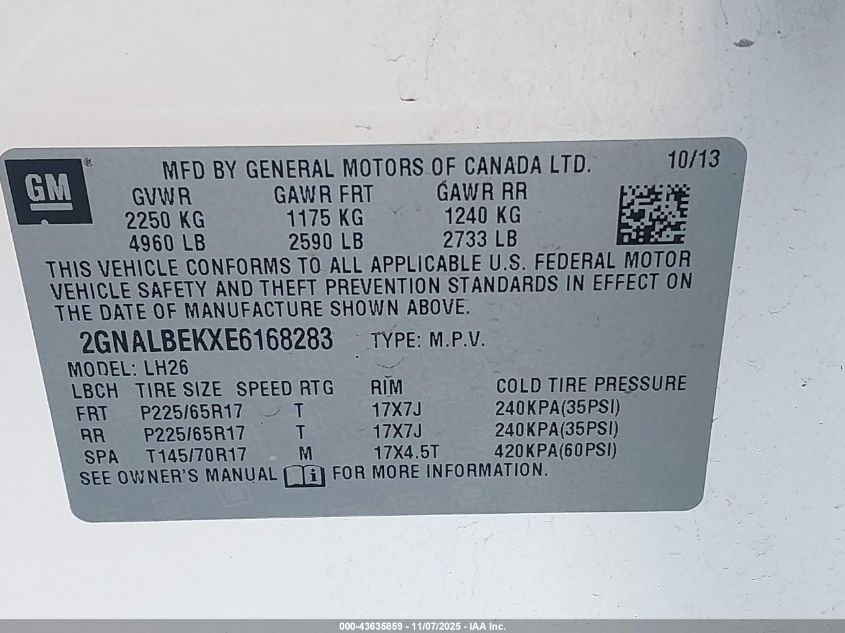 GM ®
MFD BY GENERAL MOTORS OF CANADA LTD. 10/13
GVWR GAWR FRT GAWR RR
2250 KG 1175 KG 1240 KG
4960 LB 2590 LB 2733 LB
THIS VEHICLE CONFORMS TO ALL APPLICABLE U.S. FEDERAL MOTOR
VEHICLE SAFETY AND THEFT PREVENTION STANDARDS IN EFFECT ON
THE DATE OF MANUFACTURE SHOWN ABOVE.
2GNALBEKXE6168283 TYPE: M.P.V.
MODEL: LH26
LBCH TIRE SIZE SPEED RTG RIM COLD TIRE PRESSURE
FRT P225/65R17 T 17X7J 240KPA(35PSI)
RR P225/65R17 T 17X7J 240KPA(35PSI)
SPA T145/70R17 M 17X4.5T 420KPA(60PSI)
SEE OWNER'S MANUAL i FOR MORE INFORMATION.
000-43635859 - 11/07/2025 - IAA Inc.